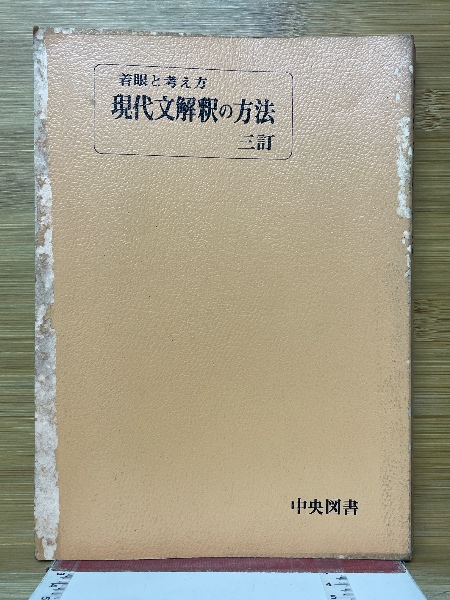 着眼と考え方
現代文解釈の方法
三訂
中央図書